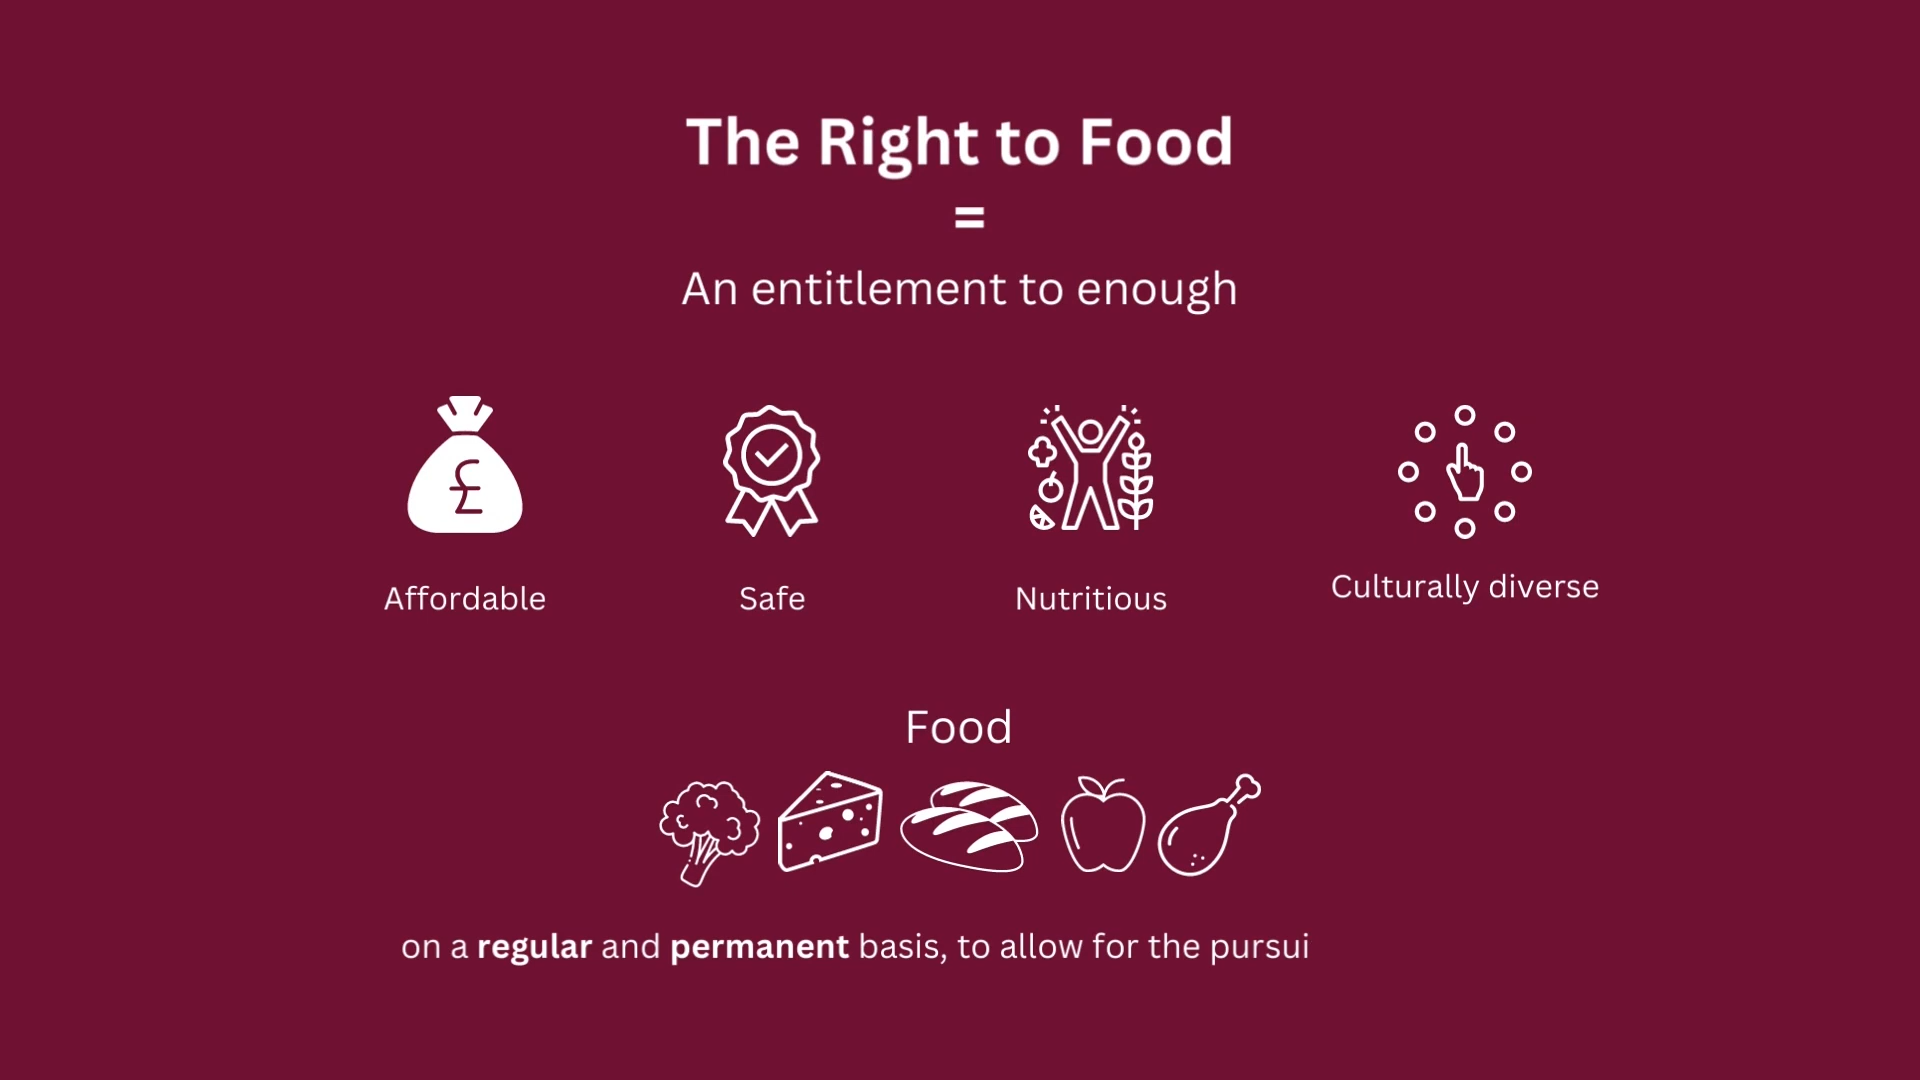 The Right to Food
=
An entitlement to enough
£
Affordable
Safe
Nutritious
Culturally diverse
Food
on a regular and permanent basis, to allow for the pursui